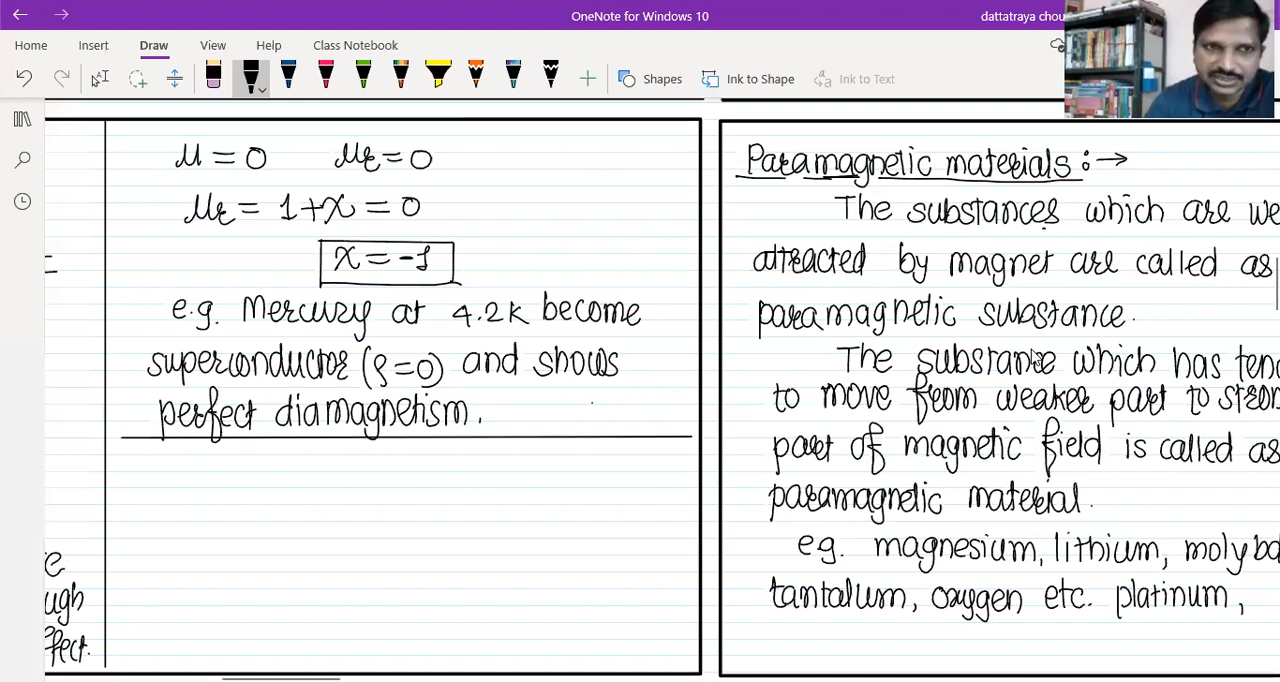 OneNote for Windows 10
dattatraya chou
Home Insert Draw View Help Class Notebook
Shapes Ink to Shape Ink to Text
μ = 0 μr = 0
μr = 1+χ = 0
χ = -1
e.g. Mercury at 4.2K become
superconductor (ρ=0) and shows
perfect diamagnetism.
ugh
ffect.
Paramagnetic materials :→
The substances which are we
attracted by magnet are called as
paramagnetic substance.
The substance which has tend
to move from weaker part to stron
part of magnetic field is called as
paramagnetic material.
e.g. magnesium, lithium, molybd
tantalum, oxygen etc. platinum,